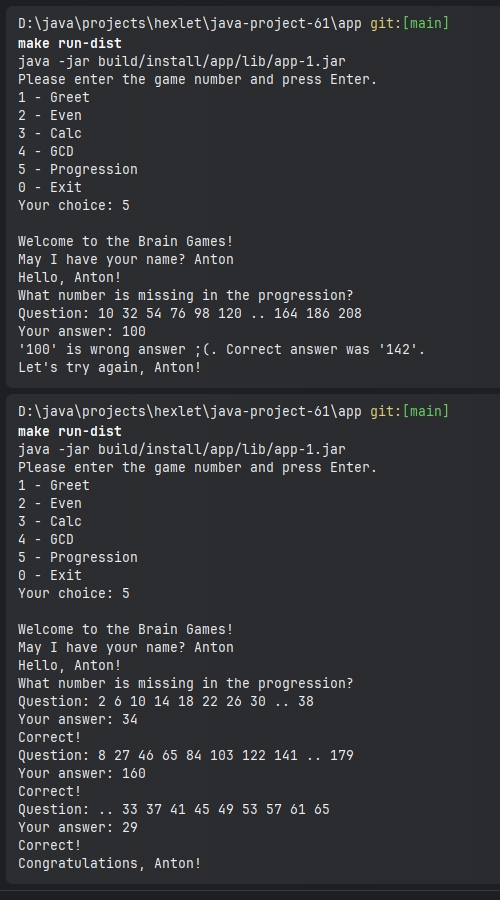 D:\java\projects\hexlet\java-project-61\app git:[main]
make run-dist
java -jar build/install/app/lib/app-1.jar
Please enter the game number and press Enter.
1 - Greet
2 - Even
3 - Calc
4 - GCD
5 - Progression
0 - Exit
Your choice: 5

Welcome to the Brain Games!
May I have your name? Anton
Hello, Anton!
What number is missing in the progression?
Question: 10 32 54 76 98 120 .. 164 186 208
Your answer: 100
'100' is wrong answer ;(. Correct answer was '142'.
Let's try again, Anton!
D:\java\projects\hexlet\java-project-61\app git:[main]
make run-dist
java -jar build/install/app/lib/app-1.jar
Please enter the game number and press Enter.
1 - Greet
2 - Even
3 - Calc
4 - GCD
5 - Progression
0 - Exit
Your choice: 5

Welcome to the Brain Games!
May I have your name? Anton
Hello, Anton!
What number is missing in the progression?
Question: 2 6 10 14 18 22 26 30 .. 38
Your answer: 34
Correct!
Question: 8 27 46 65 84 103 122 141 .. 179
Your answer: 160
Correct!
Question: .. 33 37 41 45 49 53 57 61 65
Your answer: 29
Correct!
Congratulations, Anton!